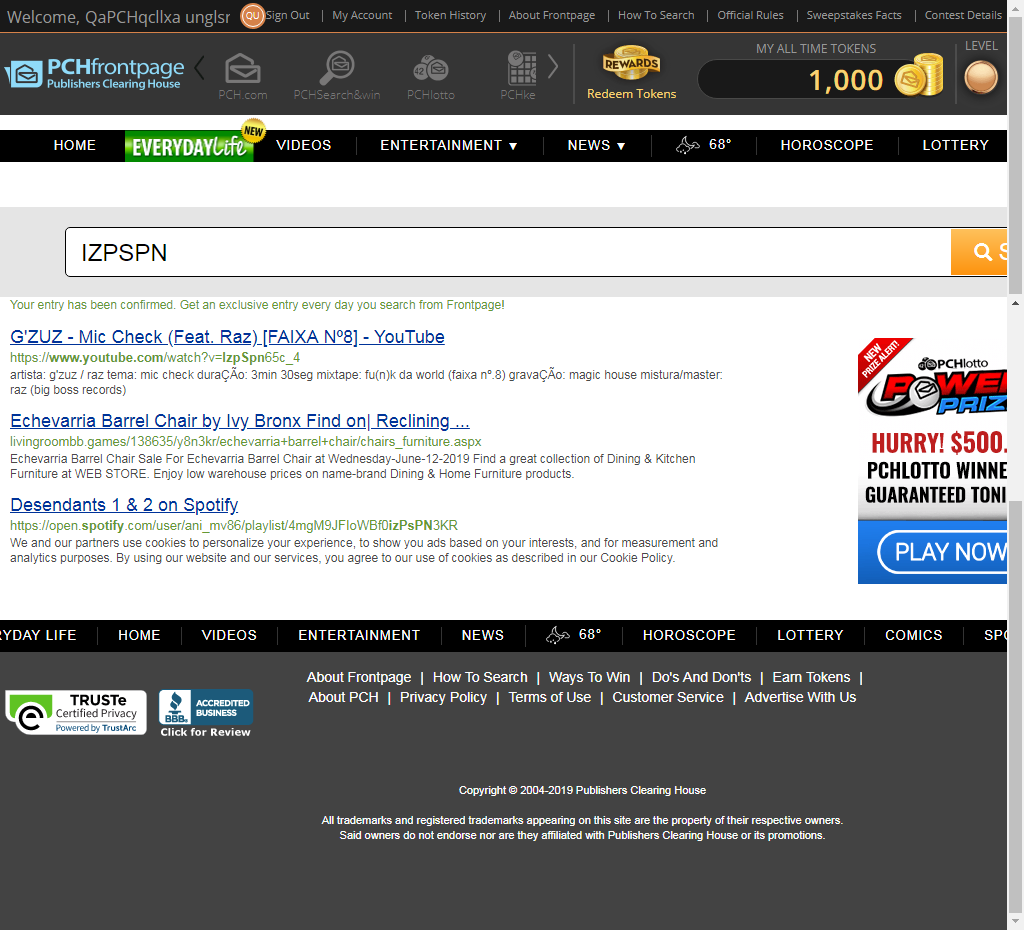 Welcome, QaPCHqcllxa unglsr
QU
Sign Out | My Account | Token History | About Frontpage | How To Search | Official Rules | Sweepstakes Facts | Contest Details
PCHfrontpage
Publishers Clearing House
PCH.com
PCHSearch&win
42
PCHlotto
PCHke
REWARDS
Redeem Tokens
MY ALL TIME TOKENS
1,000
LEVEL
HOME
EVERYDAY Life
NEW
VIDEOS
ENTERTAINMENT ▼
NEWS ▼
68°
HOROSCOPE
LOTTERY
IZPSPN
S
Your entry has been confirmed. Get an exclusive entry every day you search from Frontpage!
G'ZUZ - Mic Check (Feat. Raz) [FAIXA Nº8] - YouTube
https://www.youtube.com/watch?v=IzpSpn65c_4
artista: g'zuz / raz tema: mic check duraÇÃo: 3min 30seg mixtape: fu(n)k da world (faixa nº.8) gravaÇÃo: magic house mistura/master:
raz (big boss records)
Echevarria Barrel Chair by Ivy Bronx Find on| Reclining ...
livingroombb.games/138635/y8n3kr/echevarria+barrel+chair/chairs_furniture.aspx
Echevarria Barrel Chair Sale For Echevarria Barrel Chair at Wednesday-June-12-2019 Find a great collection of Dining & Kitchen
Furniture at WEB STORE. Enjoy low warehouse prices on name-brand Dining & Home Furniture products.
Desendants 1 & 2 on Spotify
https://open.spotify.com/user/ani_mv86/playlist/4mgM9JFIoWBf0izPsPN3KR
We and our partners use cookies to personalize your experience, to show you ads based on your interests, and for measurement and
analytics purposes. By using our website and our services, you agree to our use of cookies as described in our Cookie Policy.
NEW
PRIZE ALERT!
PCHlotto
POWER
PRIZ
HURRY! $500.
PCHLOTTO WINNE
GUARANTEED TONI
PLAY NOW
RYDAY LIFE
HOME
VIDEOS
ENTERTAINMENT
NEWS
68°
HOROSCOPE
LOTTERY
COMICS
SPO
About Frontpage | How To Search | Ways To Win | Do's And Don'ts | Earn Tokens |
About PCH | Privacy Policy | Terms of Use | Customer Service | Advertise With Us
TRUSTe
Certified Privacy
Powered by TrustArc
BBB.
ACCREDITED
BUSINESS
Click for Review
Copyright © 2004-2019 Publishers Clearing House
All trademarks and registered trademarks appearing on this site are the property of their respective owners.
Said owners do not endorse nor are they affiliated with Publishers Clearing House or its promotions.